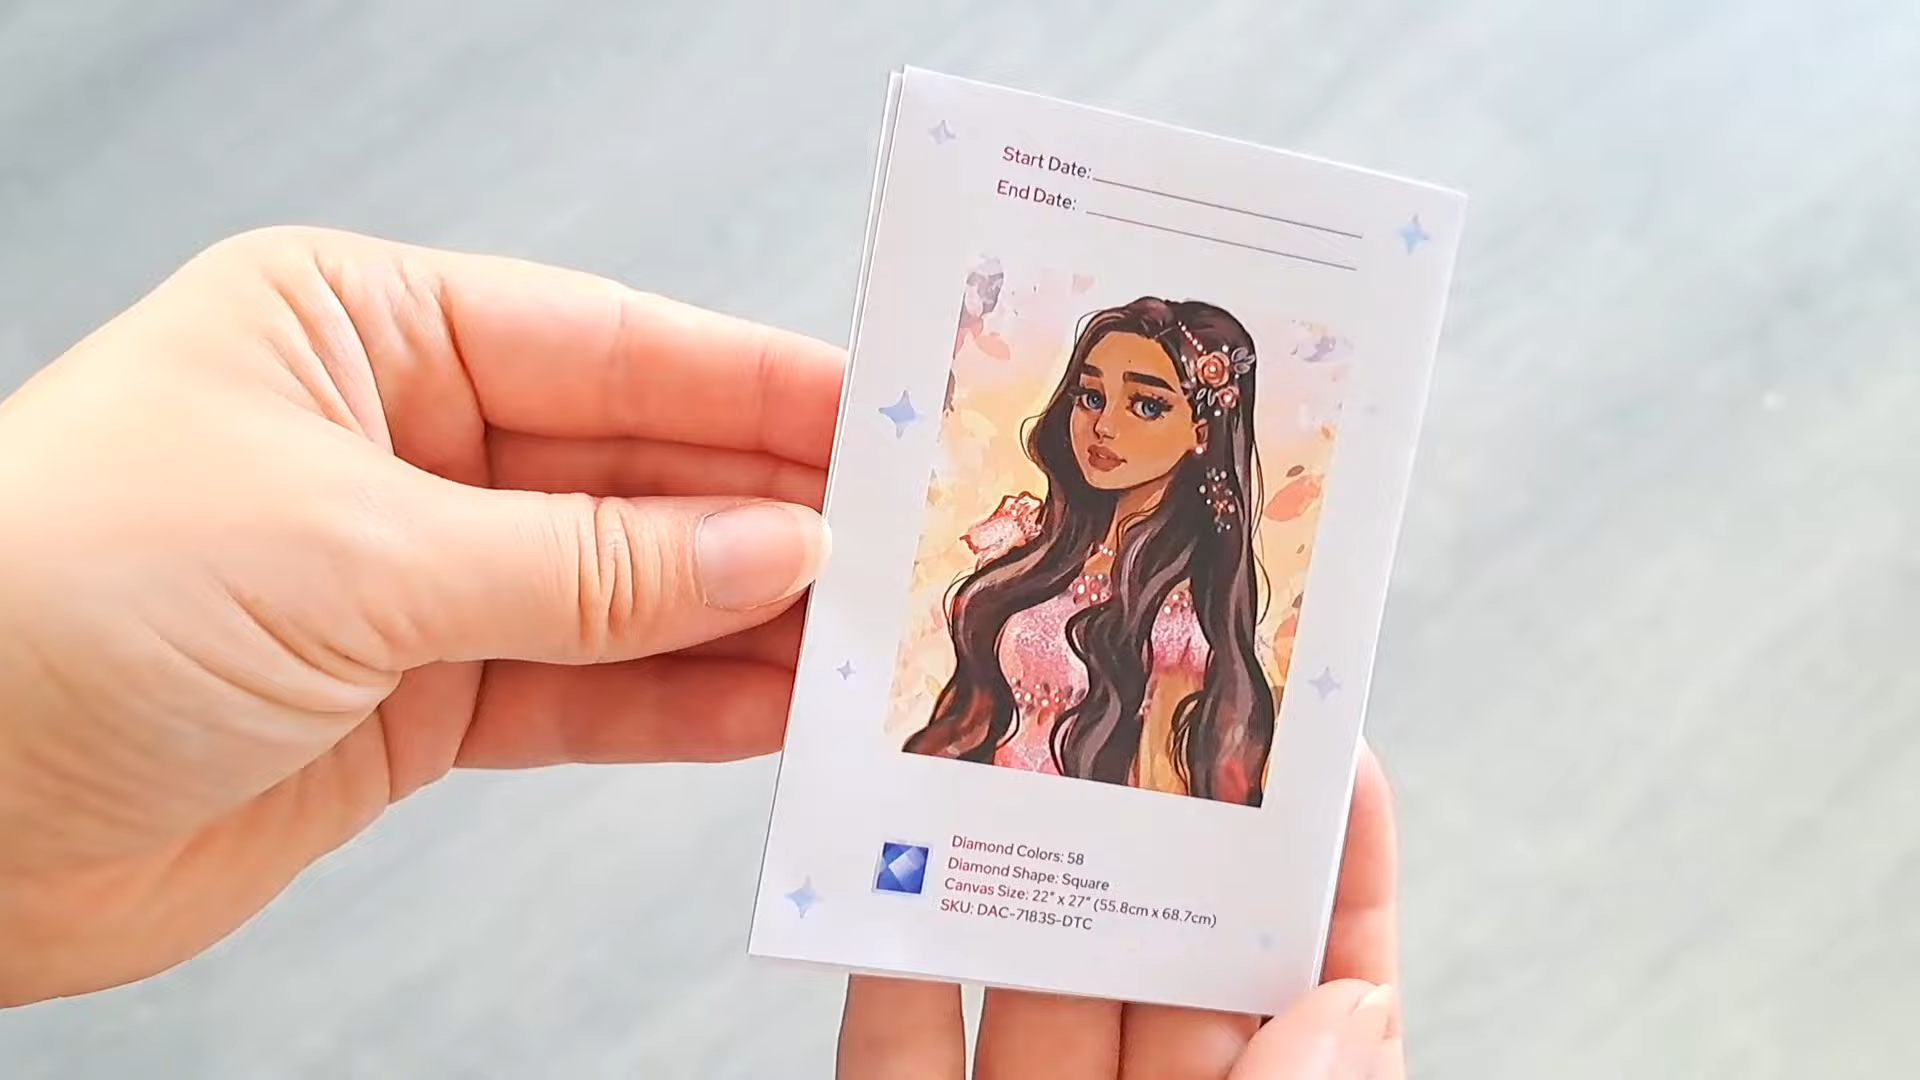 Start Date:
End Date:
Diamond Colors: 58
Diamond Shape: Square
Canvas Size: 22" x 27" (55.8cm x 68.7cm)
SKU: DAC-7183S-DTC